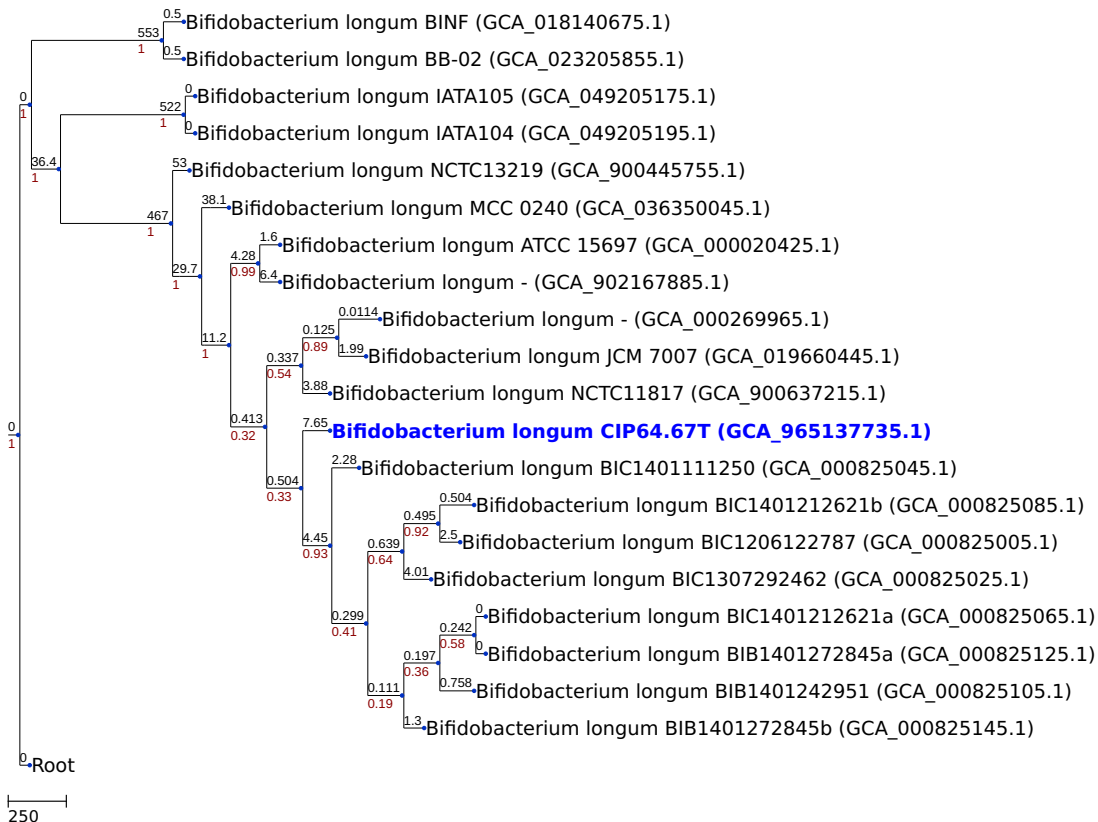 0.5
Bifidobacterium longum BINF (GCA_018140675.1)
553
1
0.5
Bifidobacterium longum BB-02 (GCA_023205855.1)
0
1
0
Bifidobacterium longum IATA105 (GCA_049205175.1)
522
1
0
Bifidobacterium longum IATA104 (GCA_049205195.1)
36.4
1
53
Bifidobacterium longum NCTC13219 (GCA_900445755.1)
467
1
38.1
Bifidobacterium longum MCC 0240 (GCA_036350045.1)
29.7
1
1.6
Bifidobacterium longum ATCC 15697 (GCA_000020425.1)
4.28
0.99
6.4
Bifidobacterium longum - (GCA_902167885.1)
11.2
1
0.0114
Bifidobacterium longum - (GCA_000269965.1)
0.125
0.89
1.99
Bifidobacterium longum JCM 7007 (GCA_019660445.1)
0.337
0.54
3.88
Bifidobacterium longum NCTC11817 (GCA_900637215.1)
0.413
0.32
7.65
Bifidobacterium longum CIP64.67T (GCA_965137735.1)
0
1
0.504
0.33
2.28
Bifidobacterium longum BIC1401111250 (GCA_000825045.1)
4.45
0.93
0.504
Bifidobacterium longum BIC1401212621b (GCA_000825085.1)
0.495
0.92
2.5
Bifidobacterium longum BIC1206122787 (GCA_000825005.1)
0.639
0.64
4.01
Bifidobacterium longum BIC1307292462 (GCA_000825025.1)
0.299
0.41
0
Bifidobacterium longum BIC1401212621a (GCA_000825065.1)
0.242
0.58
0
Bifidobacterium longum BIB1401272845a (GCA_000825125.1)
0.197
0.36
0.758
Bifidobacterium longum BIB1401242951 (GCA_000825105.1)
0.111
0.19
1.3
Bifidobacterium longum BIB1401272845b (GCA_000825145.1)
0
Root
250